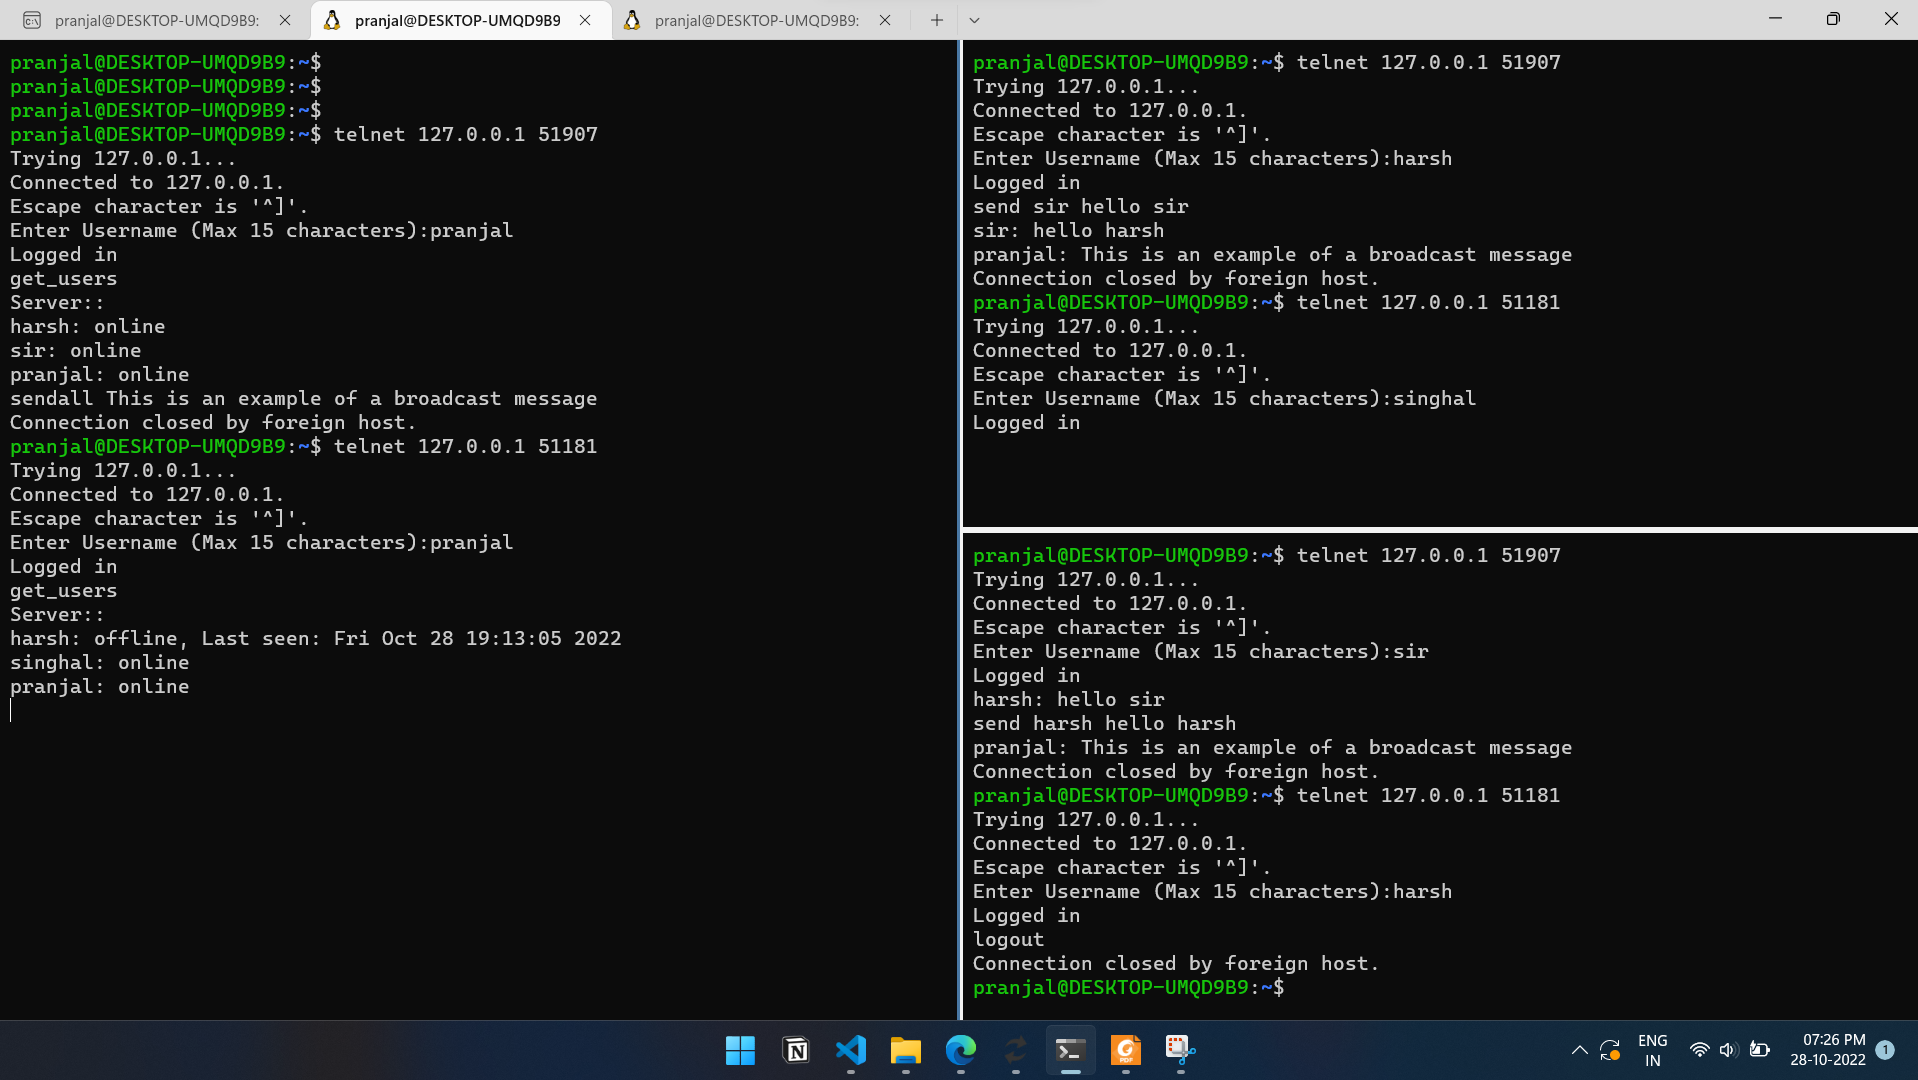 pranjal@DESKTOP-UMQD9B9:
pranjal@DESKTOP-UMQD9B9
pranjal@DESKTOP-UMQD9B9:
pranjal@DESKTOP-UMQD9B9:~$
pranjal@DESKTOP-UMQD9B9:~$
pranjal@DESKTOP-UMQD9B9:~$
pranjal@DESKTOP-UMQD9B9:~$ telnet 127.0.0.1 51907
Trying 127.0.0.1...
Connected to 127.0.0.1.
Escape character is '^]'.
Enter Username (Max 15 characters):pranjal
Logged in
get_users
Server::
harsh: online
sir: online
pranjal: online
sendall This is an example of a broadcast message
Connection closed by foreign host.
pranjal@DESKTOP-UMQD9B9:~$ telnet 127.0.0.1 51181
Trying 127.0.0.1...
Connected to 127.0.0.1.
Escape character is '^]'.
Enter Username (Max 15 characters):pranjal
Logged in
get_users
Server::
harsh: offline, Last seen: Fri Oct 28 19:13:05 2022
singhal: online
pranjal: online
pranjal@DESKTOP-UMQD9B9:~$ telnet 127.0.0.1 51907
Trying 127.0.0.1...
Connected to 127.0.0.1.
Escape character is '^]'.
Enter Username (Max 15 characters):harsh
Logged in
send sir hello sir
sir: hello harsh
pranjal: This is an example of a broadcast message
Connection closed by foreign host.
pranjal@DESKTOP-UMQD9B9:~$ telnet 127.0.0.1 51181
Trying 127.0.0.1...
Connected to 127.0.0.1.
Escape character is '^]'.
Enter Username (Max 15 characters):singhal
Logged in
pranjal@DESKTOP-UMQD9B9:~$ telnet 127.0.0.1 51907
Trying 127.0.0.1...
Connected to 127.0.0.1.
Escape character is '^]'.
Enter Username (Max 15 characters):sir
Logged in
harsh: hello sir
send harsh hello harsh
pranjal: This is an example of a broadcast message
Connection closed by foreign host.
pranjal@DESKTOP-UMQD9B9:~$ telnet 127.0.0.1 51181
Trying 127.0.0.1...
Connected to 127.0.0.1.
Escape character is '^]'.
Enter Username (Max 15 characters):harsh
Logged in
logout
Connection closed by foreign host.
pranjal@DESKTOP-UMQD9B9:~$
PDF
ENG
IN
07:26 PM
28-10-2022
1